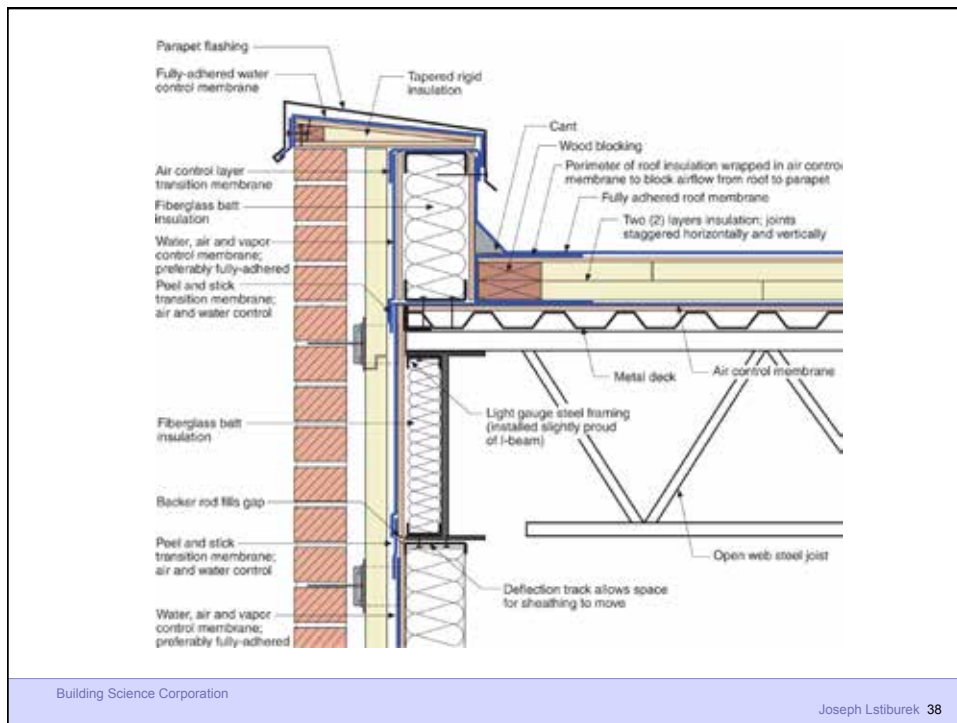 Parapet flashing
Fully-adhered water
control membrane
Tapered rigid
insulation
Cant
Wood blocking
Perimeter of roof insulation wrapped in air control
membrane to block airflow from roof to parapet
Fully adhered roof membrane
Two (2) layers insulation; joints
staggered horizontally and vertically
Air control layer
transition membrane
Fiberglass batt
insulation
Water, air and vapor
control membrane;
preferably fully-adhered
Peel and stick
transition membrane;
air and water control
Metal deck
Air control membrane
Light gauge steel framing
(installed slightly proud
of I-beam)
Fiberglass batt
insulation
Backer rod fills gap
Peel and stick
transition membrane;
air and water control
Open web steel joist
Deflection track allows space
for sheathing to move
Water, air and vapor
control membrane;
preferably fully-adhered
Building Science Corporation
Joseph Lstiburek 38